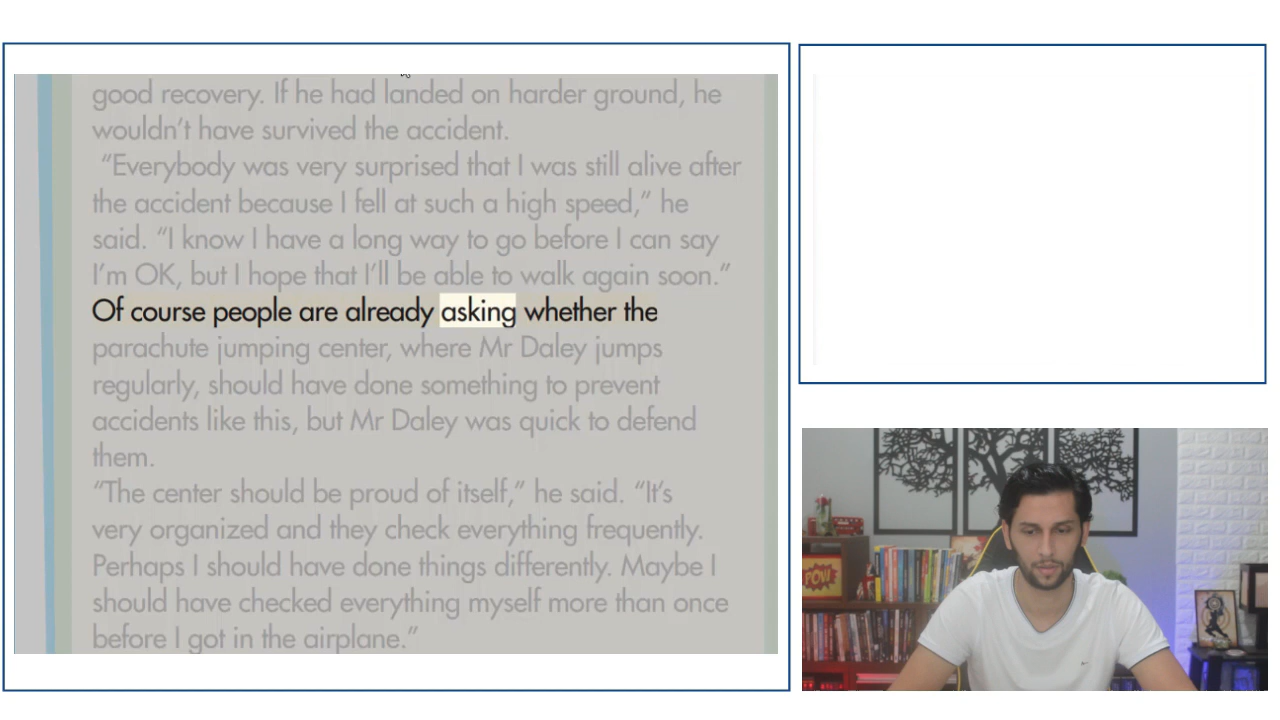 good recovery. If he had landed on harder ground, he
wouldn't have survived the accident.
"Everybody was very surprised that I was still alive after
the accident because I fell at such a high speed," he
said. "I know I have a long way to go before I can say
I'm OK, but I hope that I'll be able to walk again soon."
Of course people are already asking whether the
parachute jumping center, where Mr Daley jumps
regularly, should have done something to prevent
accidents like this, but Mr Daley was quick to defend
them.
"The center should be proud of itself," he said. "It's
very organized and they check everything frequently.
Perhaps I should have done things differently. Maybe I
should have checked everything myself more than once
before I got in the airplane."
POW